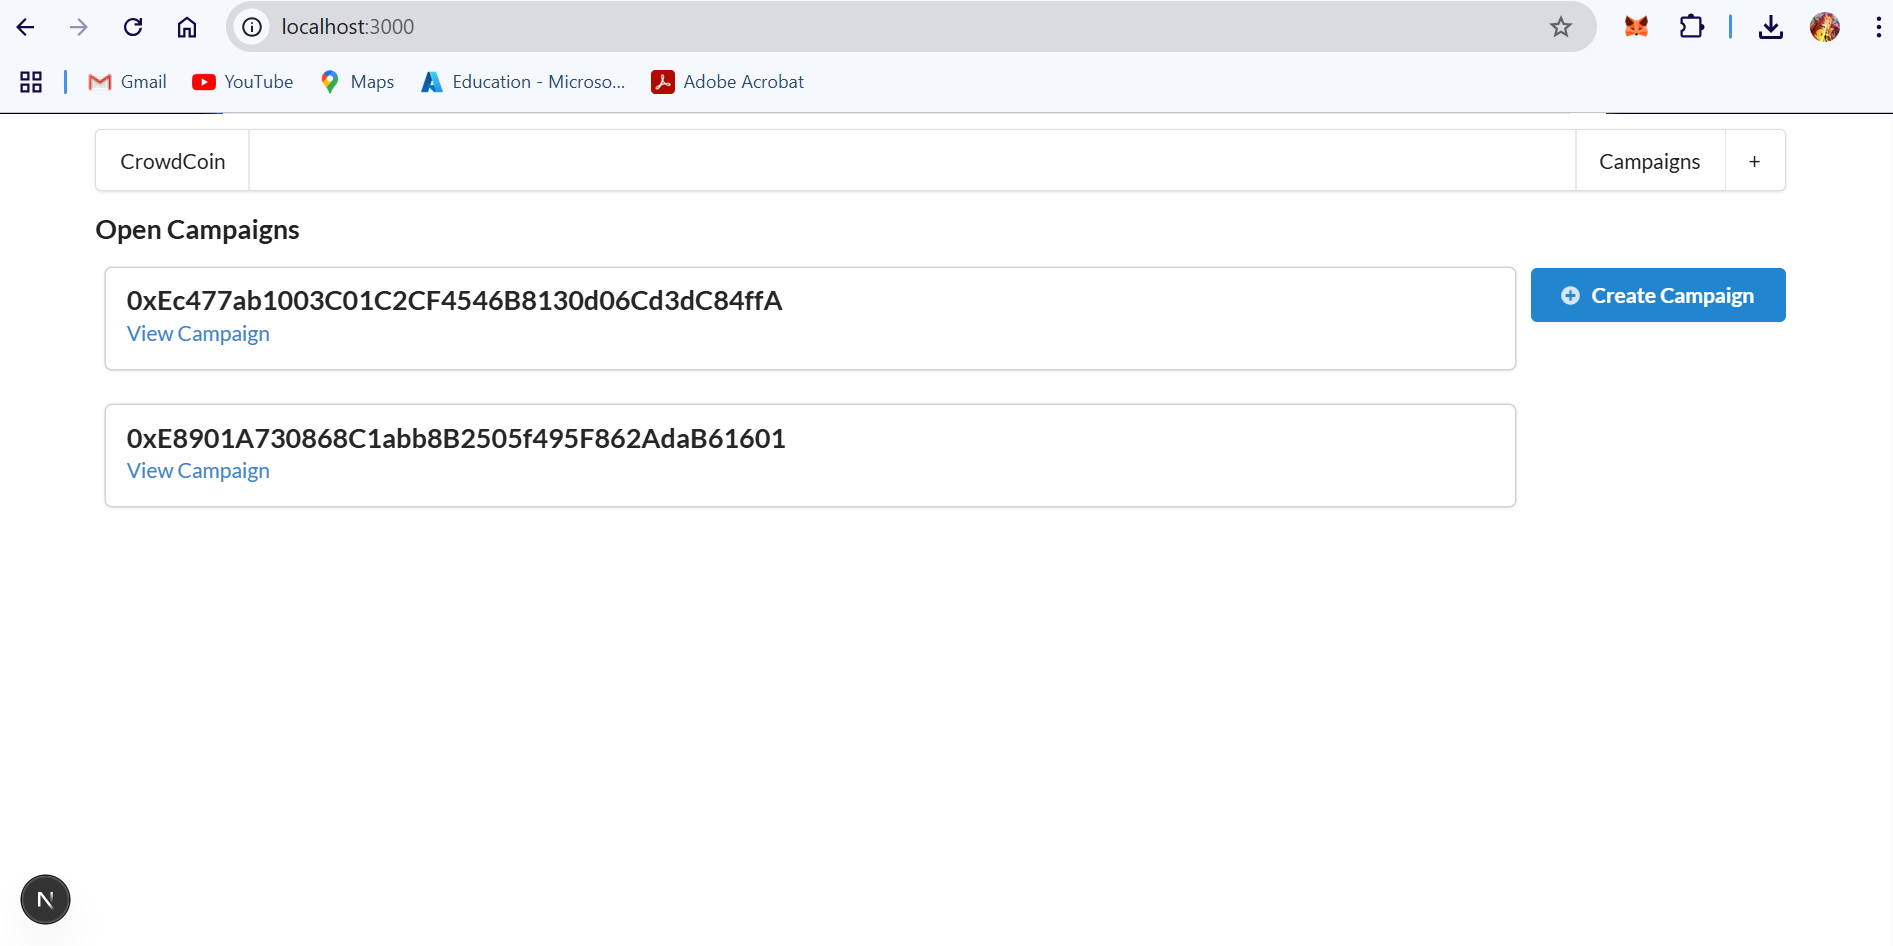 localhost:3000
Gmail YouTube Maps Education - Microso... Adobe Acrobat
CrowdCoin Campaigns +
Open Campaigns
0xEc477ab1003C01C2CF4546B8130d06Cd3dC84ffA
View Campaign
Create Campaign
0xE8901A730868C1abb8B2505f495F862AdaB61601
View Campaign
N